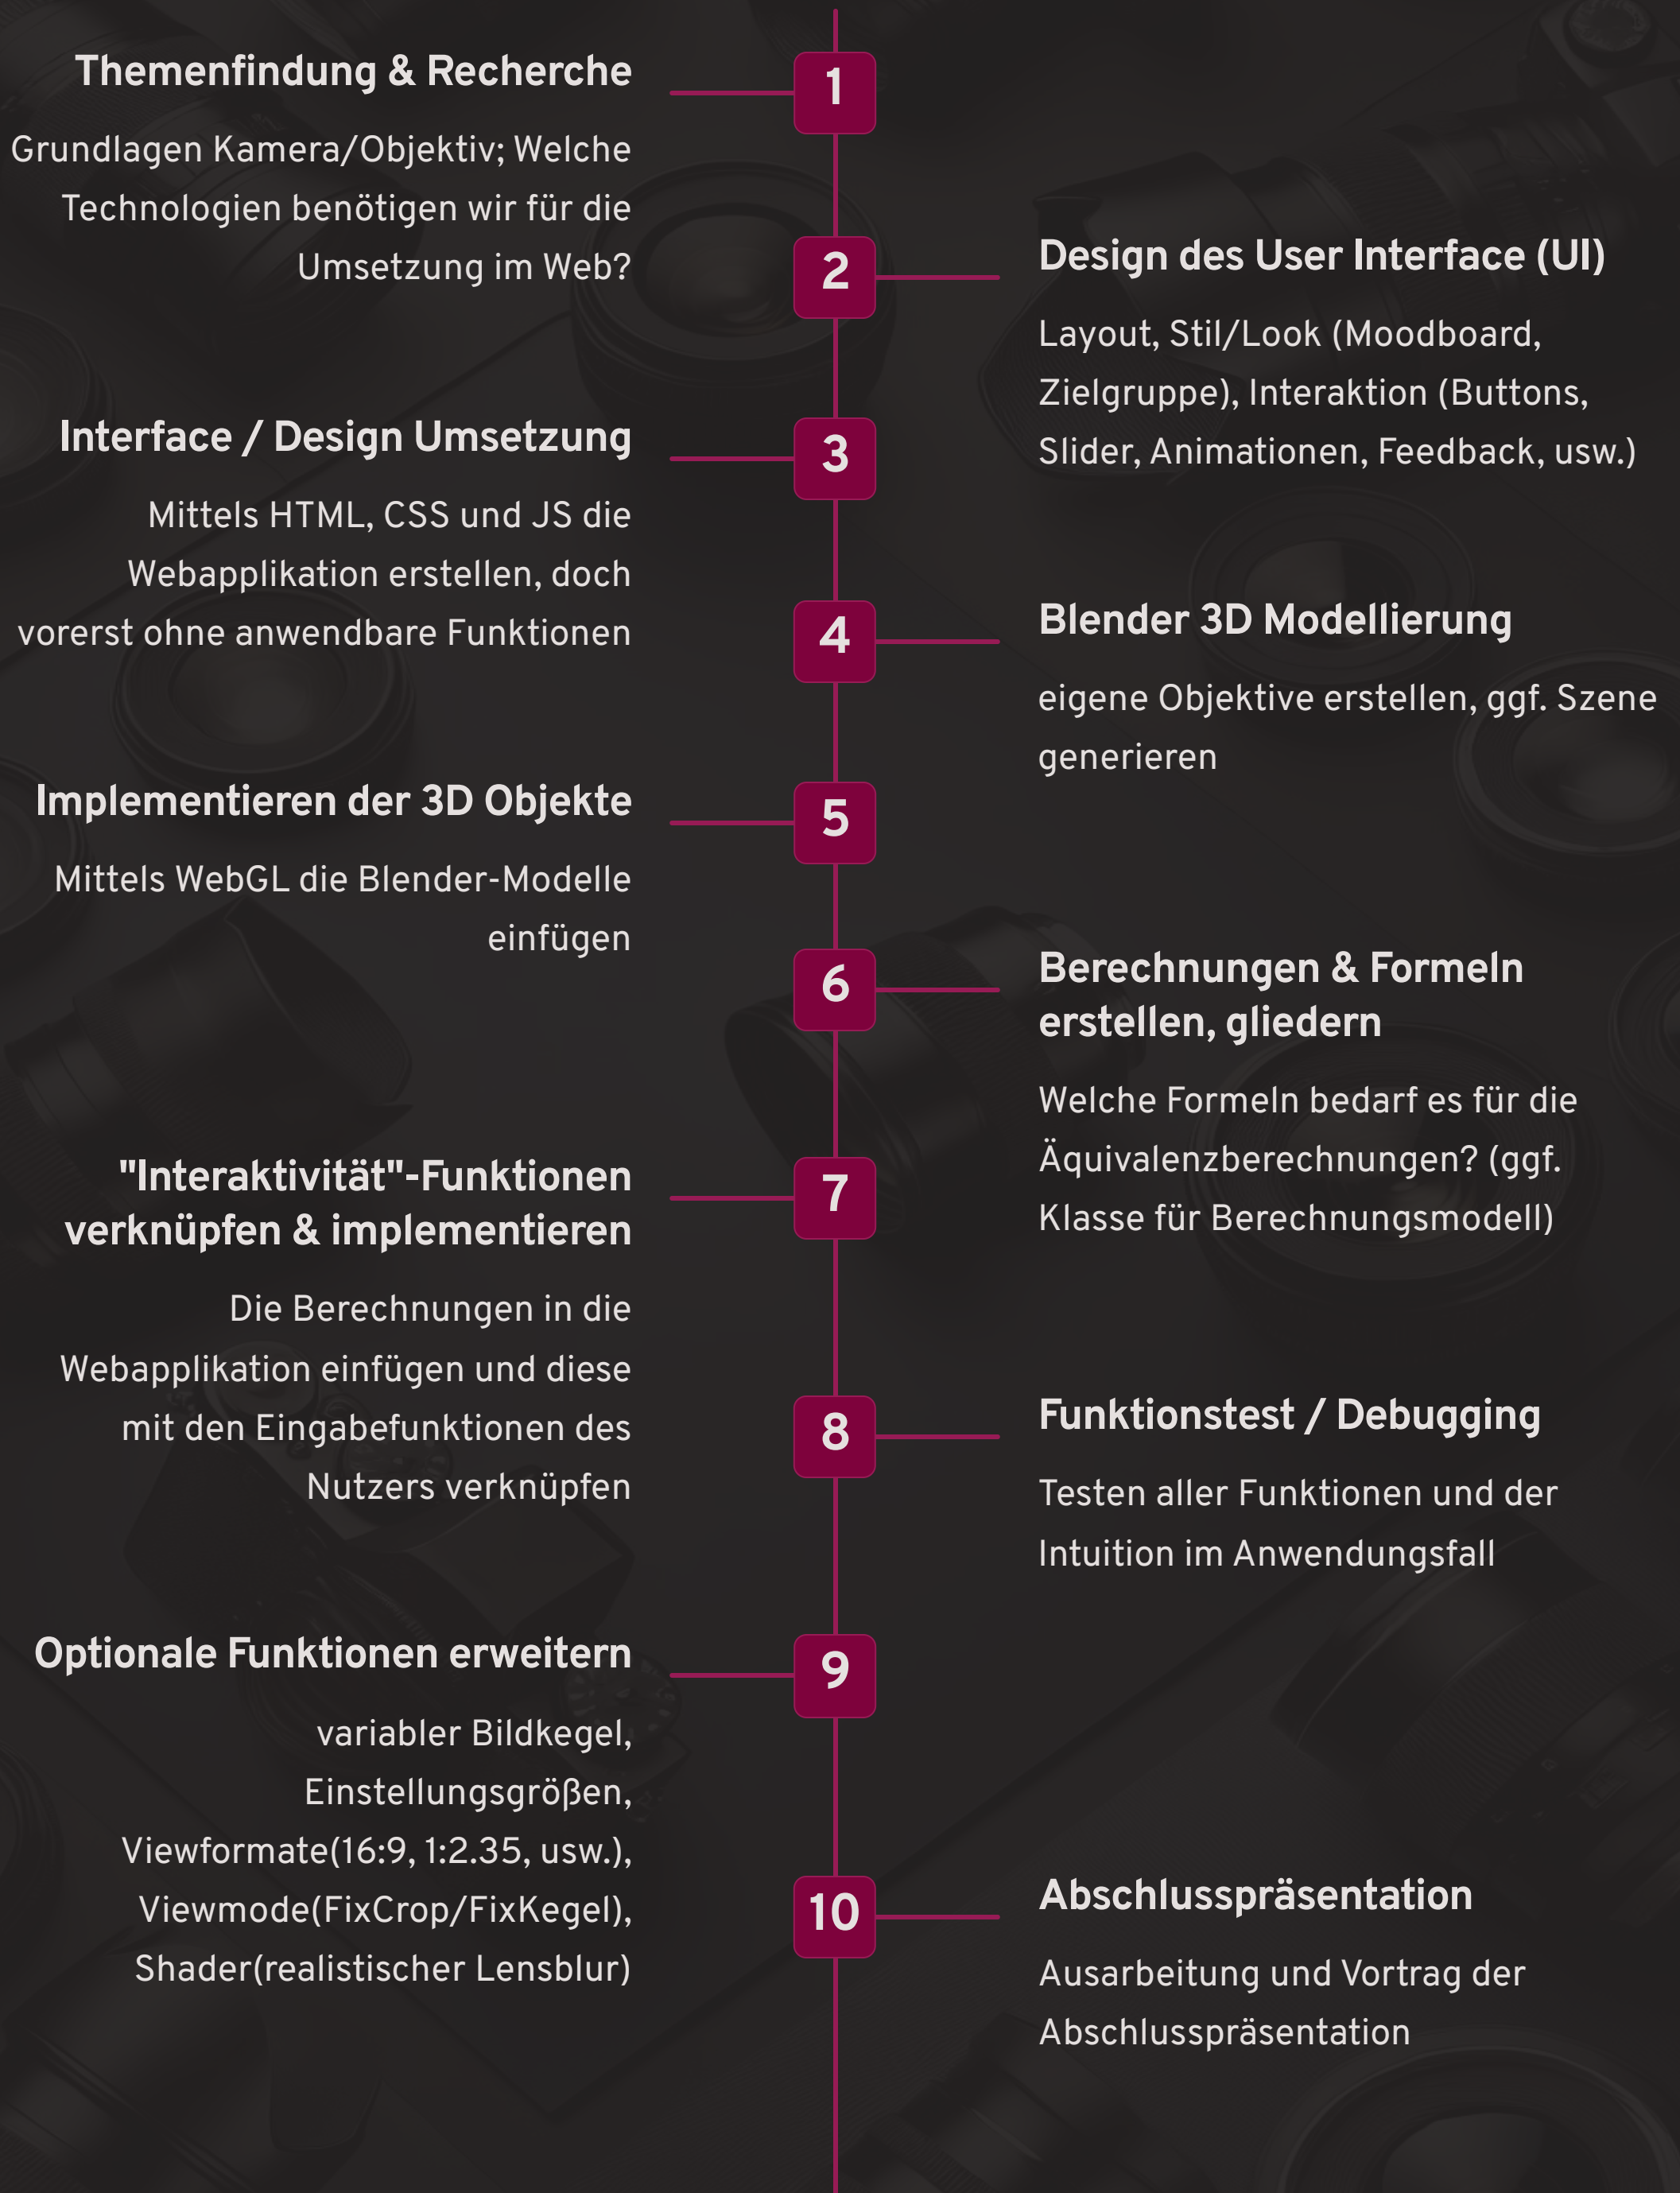 1
Themenfindung & Recherche
Grundlagen Kamera/Objektiv; Welche
Technologien benötigen wir für die
Umsetzung im Web?
2
Design des User Interface (UI)
Layout, Stil/Look (Moodboard,
Zielgruppe), Interaktion (Buttons,
Slider, Animationen, Feedback, usw.)
3
Interface / Design Umsetzung
Mittels HTML, CSS und JS die
Webapplikation erstellen, doch
vorerst ohne anwendbare Funktionen
4
Blender 3D Modellierung
eigene Objektive erstellen, ggf. Szene
generieren
5
Implementieren der 3D Objekte
Mittels WebGL die Blender-Modelle
einfügen
6
Berechnungen & Formeln
erstellen, gliedern
Welche Formeln bedarf es für die
Äquivalenzberechnungen? (ggf.
Klasse für Berechnungsmodell)
7
"Interaktivität"-Funktionen
verknüpfen & implementieren
Die Berechnungen in die
Webapplikation einfügen und diese
mit den Eingabefunktionen des
Nutzers verknüpfen
8
Funktionstest / Debugging
Testen aller Funktionen und der
Intuition im Anwendungsfall
9
Optionale Funktionen erweitern
variabler Bildkegel,
Einstellungsgrößen,
Viewformate(16:9, 1:2.35, usw.),
Viewmode(FixCrop/FixKegel),
Shader(realistischer Lensblur)
10
Abschlusspräsentation
Ausarbeitung und Vortrag der
Abschlusspräsentation